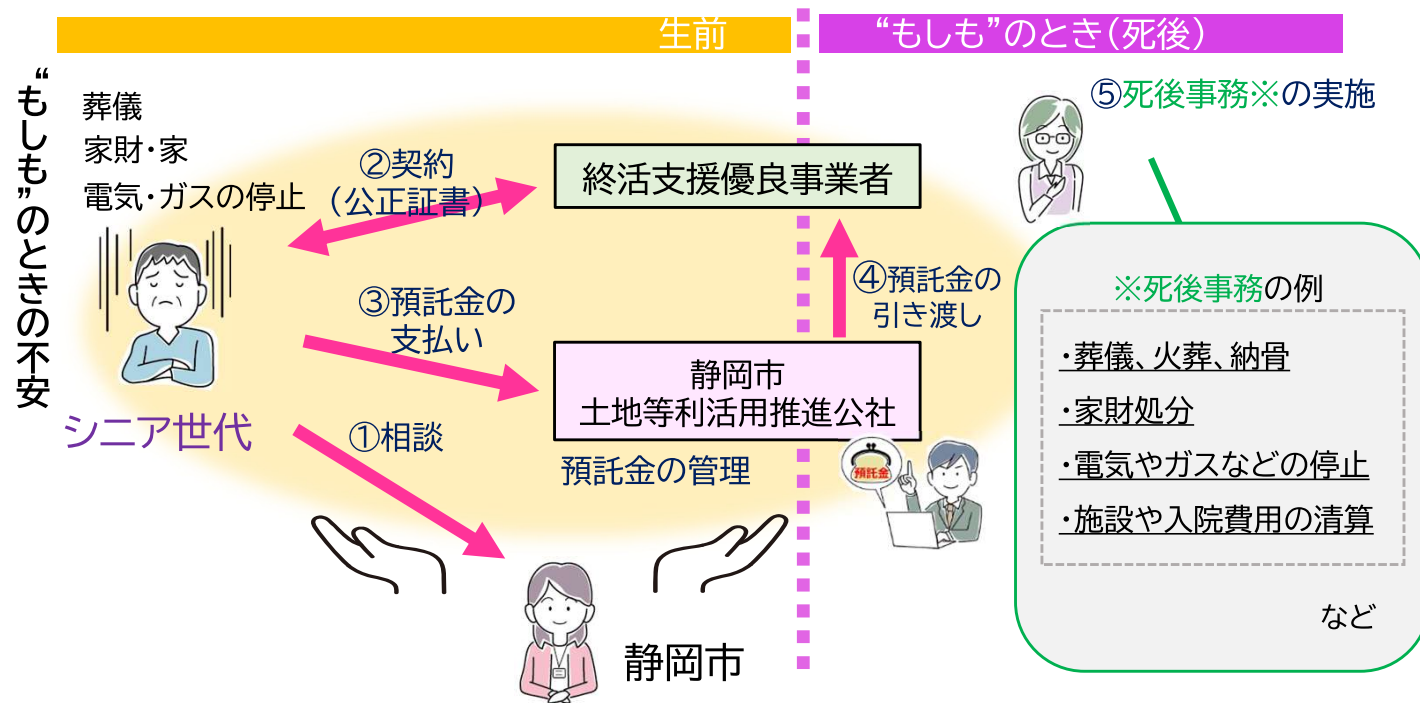 生前
“もしも”のとき(死後)
“もしも”のときの不安
葬儀
家財・家
電気・ガスの停止
シニア世代
②契約
(公正証書)
終活支援優良事業者
③預託金の
支払い
④預託金の
引き渡し
静岡市
土地等利活用推進公社
預託金の管理
預託金
①相談
静岡市
⑤死後事務※の実施
※死後事務の例
・葬儀、火葬、納骨
・家財処分
・電気やガスなどの停止
・施設や入院費用の清算
など